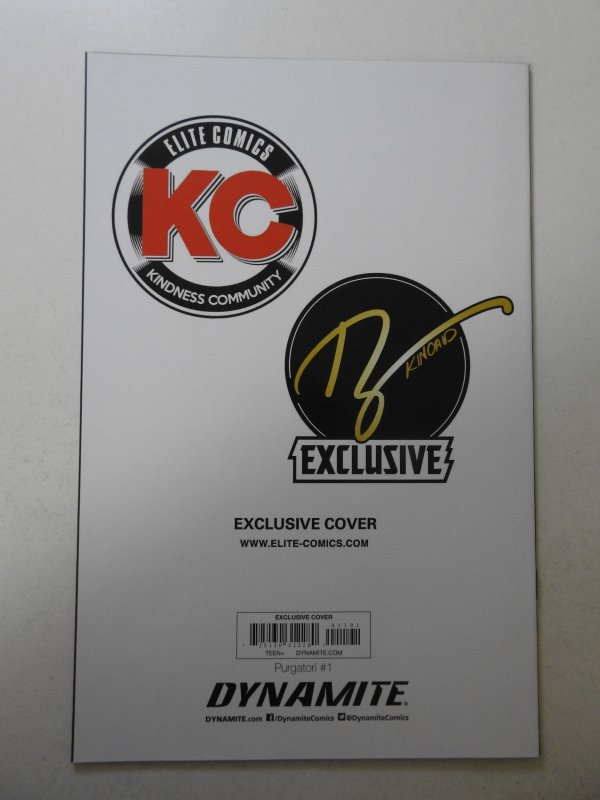 ELITE COMICS
KC
KINDNESS COMMUNITY
KINCAID
EXCLUSIVE
EXCLUSIVE COVER
WWW.ELITE-COMICS.COM
EXCLUSIVE COVER
01191
TEEN+ DYNAMITE.COM
Purgatori #1
DYNAMITE®
DYNAMITE.com f/DynamiteComics @DynamiteComics